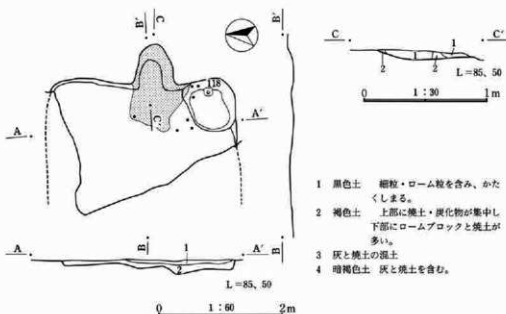 B'
C
118
C'
A
A'
C
C'
1
2
2
L=85、50
0 1:30 1m
A
B
1
A'
B
2
L=85、50
0 1:60 2m
1 黒色土 細粒・ローム粒を含み、かた
くしまる。
2 褐色土 上部に焼土・炭化物が集中し
下部にロームブロックと焼土が
多い。
3 灰と焼土の混土
4 暗褐色土 灰と焼土を含む。